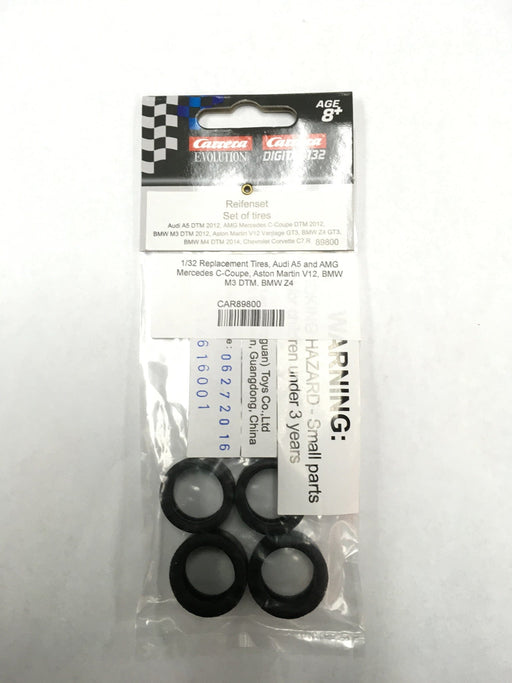 AGE
8+
Carrera
EVOLUTION
Carrera
DIGITAL 132
Reifenset
Set of tires
Audi A5 DTM 2012, AMG Mercedes C-Coupe DTM 2012,
BMW M3 DTM 2012, Aston Martin V12 Vantage GT3, BMW Z4 GT3,
BMW M4 DTM 2014, Chevrolet Corvette C7.R 89800
1/32 Replacement Tires, Audi A5 and AMG
Mercedes C-Coupe, Aston Martin V12, BMW
M3 DTM. BMW Z4
CAR89800
WARNING:
HAZARD - Small parts
ren under 3 years
guan) Toys Co.,Ltd
n, Guangdong, China
: 06272016
616001